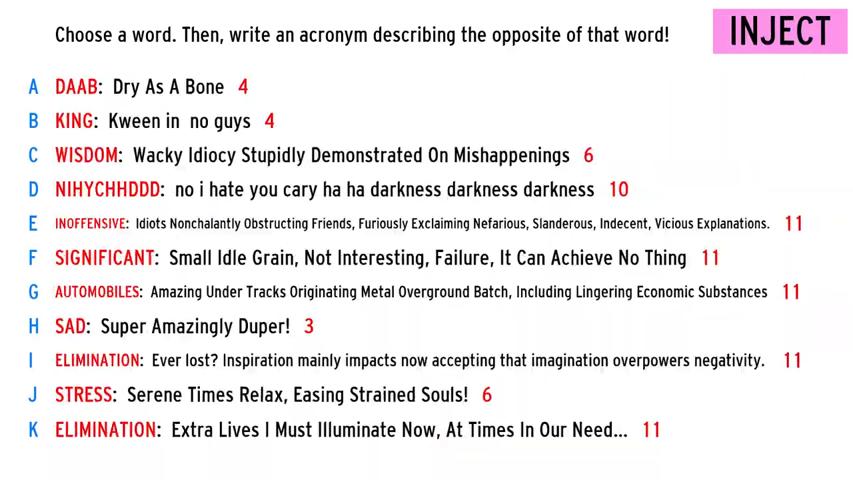 Choose a word. Then, write an acronym describing the opposite of that word!
INJECT
A DAAB: Dry As A Bone 4
B KING: Kween in no guys 4
C WISDOM: Wacky Idiocy Stupidly Demonstrated On Mishappenings 6
D NIHYCHHDDD: no i hate you cary ha ha darkness darkness darkness 10
E INOFFENSIVE: Idiots Nonchalantly Obstructing Friends, Furiously Exclaiming Nefarious, Slanderous, Indecent, Vicious Explanations. 11
F SIGNIFICANT: Small Idle Grain, Not Interesting, Failure, It Can Achieve No Thing 11
G AUTOMOBILES: Amazing Under Tracks Originating Metal Overground Batch, Including Lingering Economic Substances 11
H SAD: Super Amazingly Duper! 3
I ELIMINATION: Ever lost? Inspiration mainly impacts now accepting that imagination overpowers negativity. 11
J STRESS: Serene Times Relax, Easing Strained Souls! 6
K ELIMINATION: Extra Lives I Must Illuminate Now, At Times In Our Need... 11